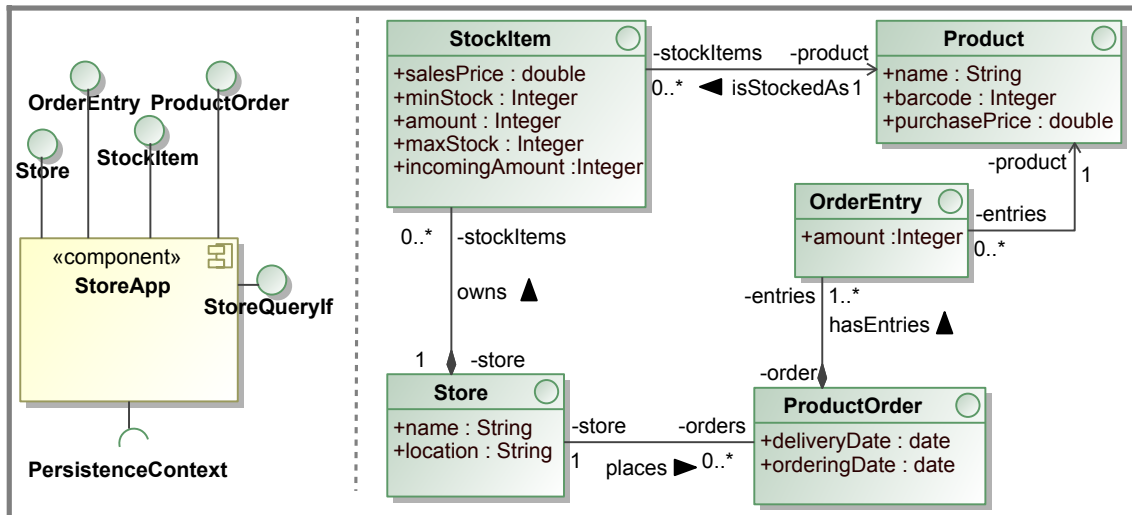 OrderEntry
ProductOrder
Store
StockItem
«component»
StoreApp
StoreQueryIf
PersistenceContext
StockItem
+salesPrice : double
+minStock : Integer
+amount : Integer
+maxStock : Integer
+incomingAmount :Integer
-stockItems
-product
0..*
isStockedAs
1
Product
+name : String
+barcode : Integer
+purchasePrice : double
-product
1
OrderEntry
+amount :Integer
-entries
0..*
0..*
-stockItems
owns
1
-store
-entries
1..*
hasEntries
-order
Store
+name : String
+location : String
-store
-orders
1
places
0..*
ProductOrder
+deliveryDate : date
+orderingDate : date